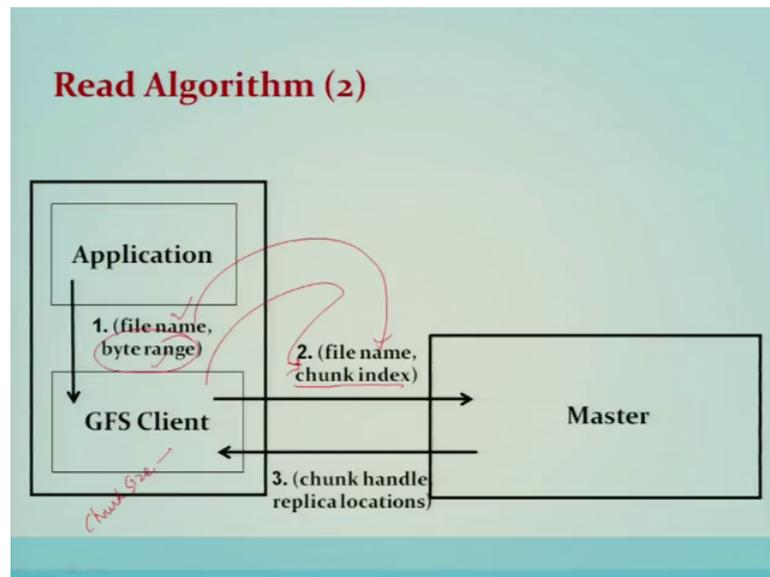 Read Algorithm (2)
Application
1. (file name,
byte range)
2. (file name,
chunk index)
GFS Client
Master
3. (chunk handle,
replica locations)
Chunk Size